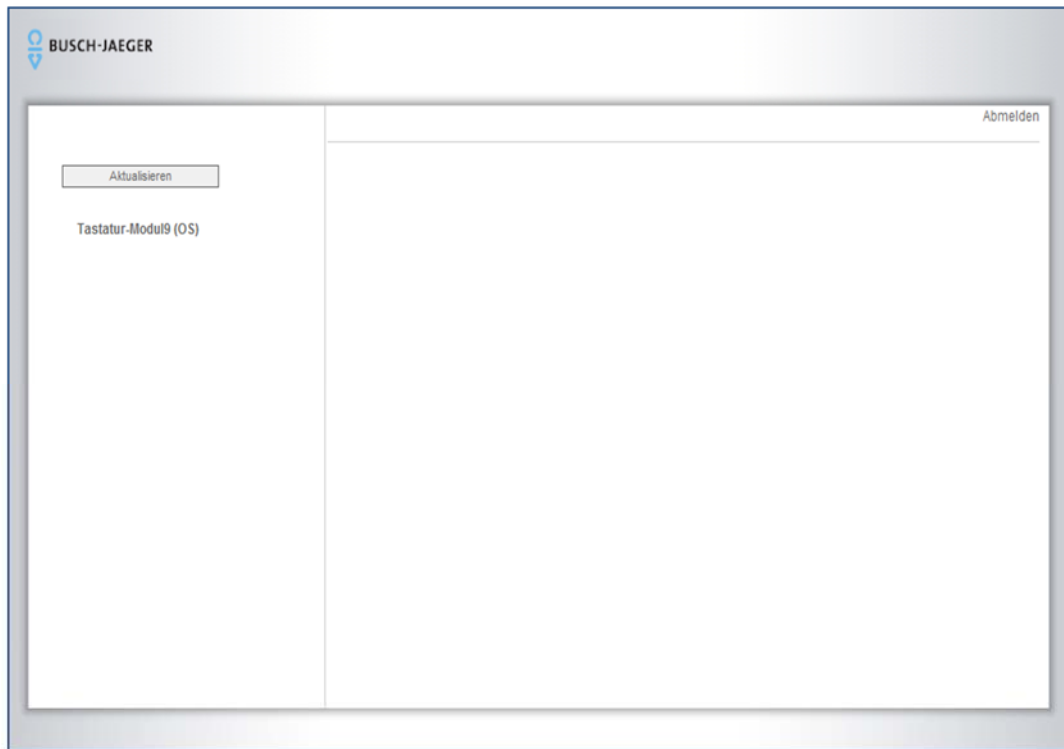 BUSCH-JAEGER
Abmelden
Aktualisieren
Tastatur-Modul9 (OS)